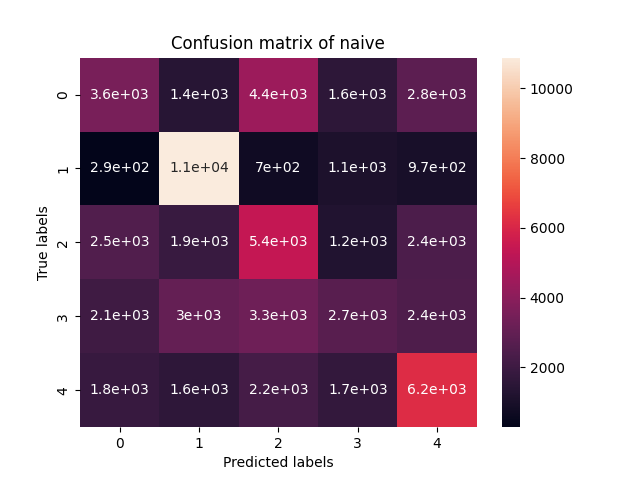 Confusion matrix of naive
0 3.6e+03 1.4e+03 4.4e+03 1.6e+03 2.8e+03
1 2.9e+02 1.1e+04 7e+02 1.1e+03 9.7e+02
2 2.5e+03 1.9e+03 5.4e+03 1.2e+03 2.4e+03
3 2.1e+03 3e+03 3.3e+03 2.7e+03 2.4e+03
4 1.8e+03 1.6e+03 2.2e+03 1.7e+03 6.2e+03
True labels
0 1 2 3 4
Predicted labels
10000
8000
6000
4000
2000